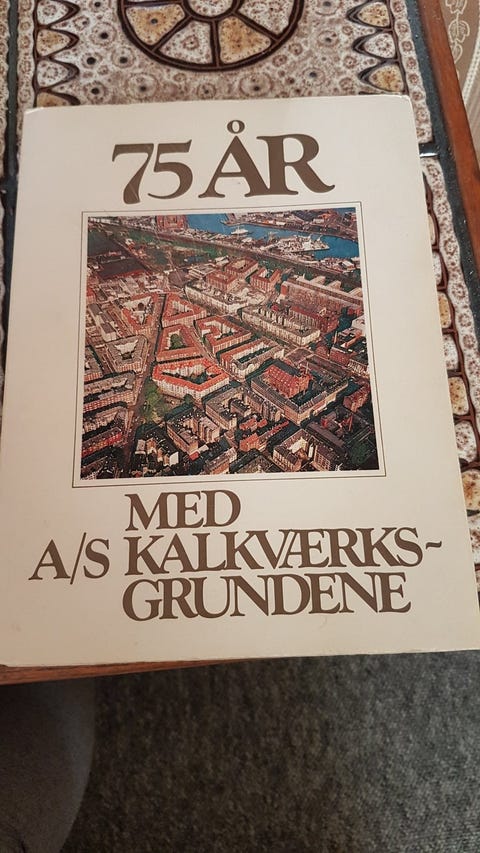 75 ÅR
MED
A/S KALKVÆRKS-
GRUNDENE